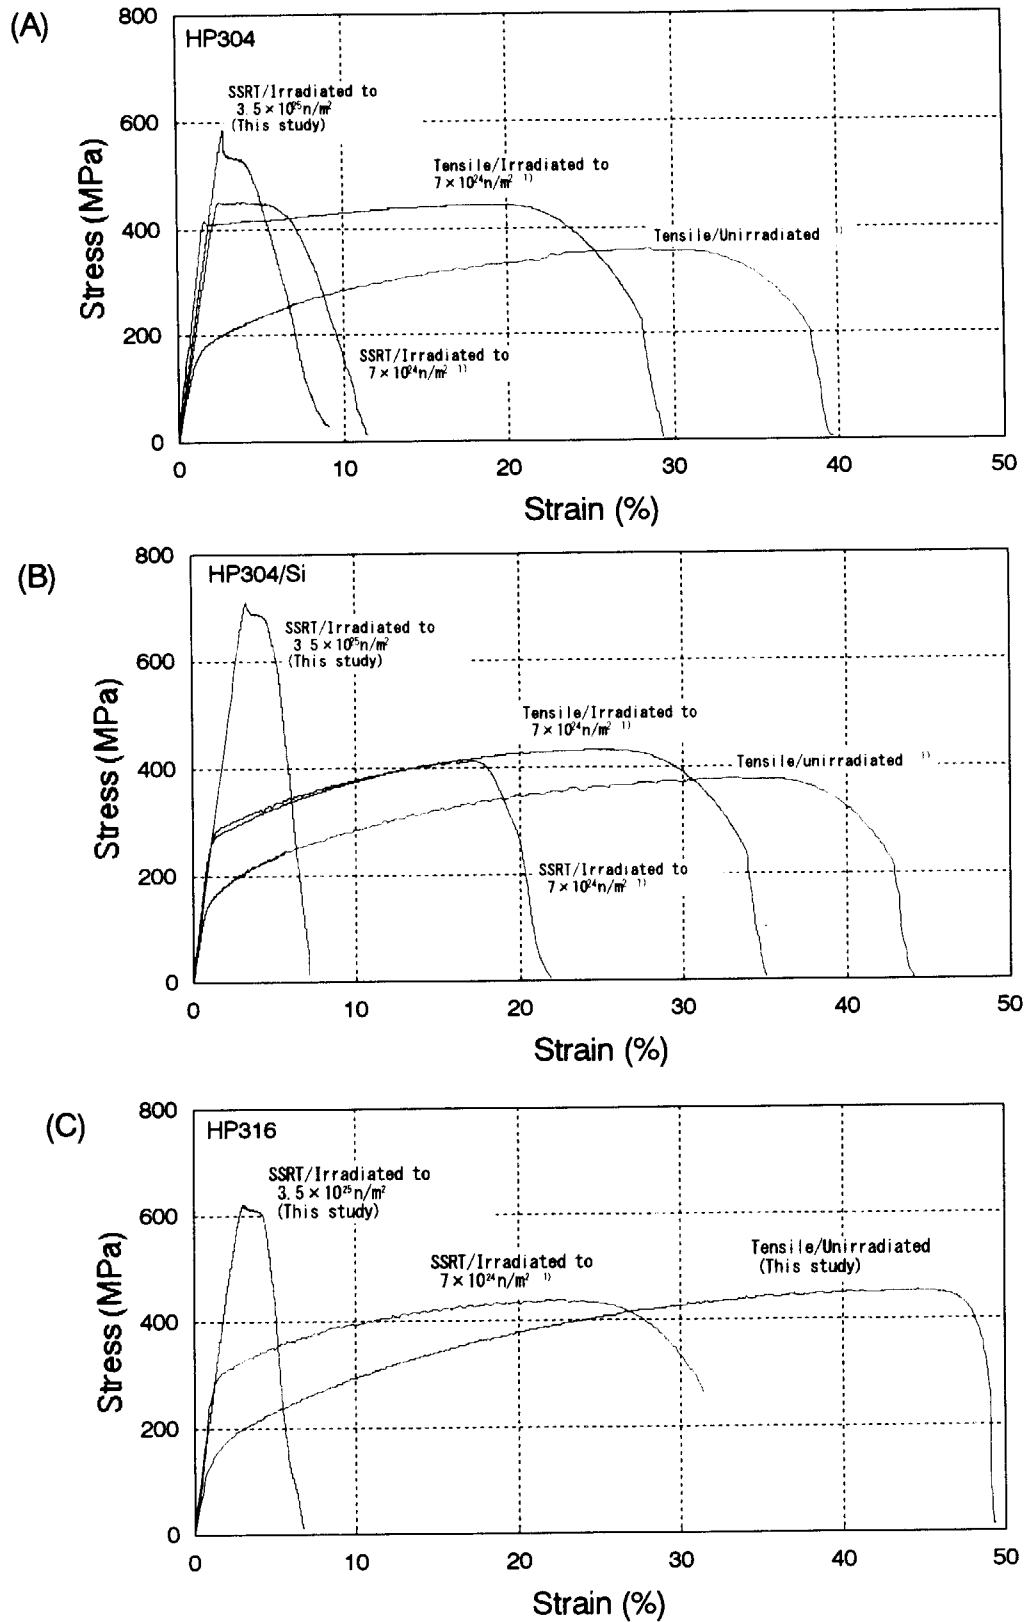 (A)
800
HP304
SSRT/Irradiated to
3.5×10²⁵n/m²
(This study)
600
Tensile/Irradiated to
7×10²⁴n/m² ¹⁾
400
Tensile/Unirradiated ¹⁾
200
SSRT/Irradiated to
7×10²⁴n/m² ¹⁾
0
Stress (MPa)
0 10 20 30 40 50
Strain (%)
(B)
800
HP304/Si
SSRT/Irradiated to
3 5×10²⁵n/m²
(This study)
600
Tensile/Irradiated to
7×10²⁴n/m² ¹⁾
400
Tensile/unirradiated ¹⁾
200
SSRT/Irradiated to
7×10²⁴n/m² ¹⁾
0
Stress (MPa)
0 10 20 30 40 50
Strain (%)
(C)
800
HP316
SSRT/Irradiated to
3.5×10²⁵n/m²
(This study)
600
SSRT/Irradiated to
7×10²⁴n/m² ¹⁾
Tensile/Unirradiated
(This study)
400
200
0
Stress (MPa)
0 10 20 30 40 50
Strain (%)